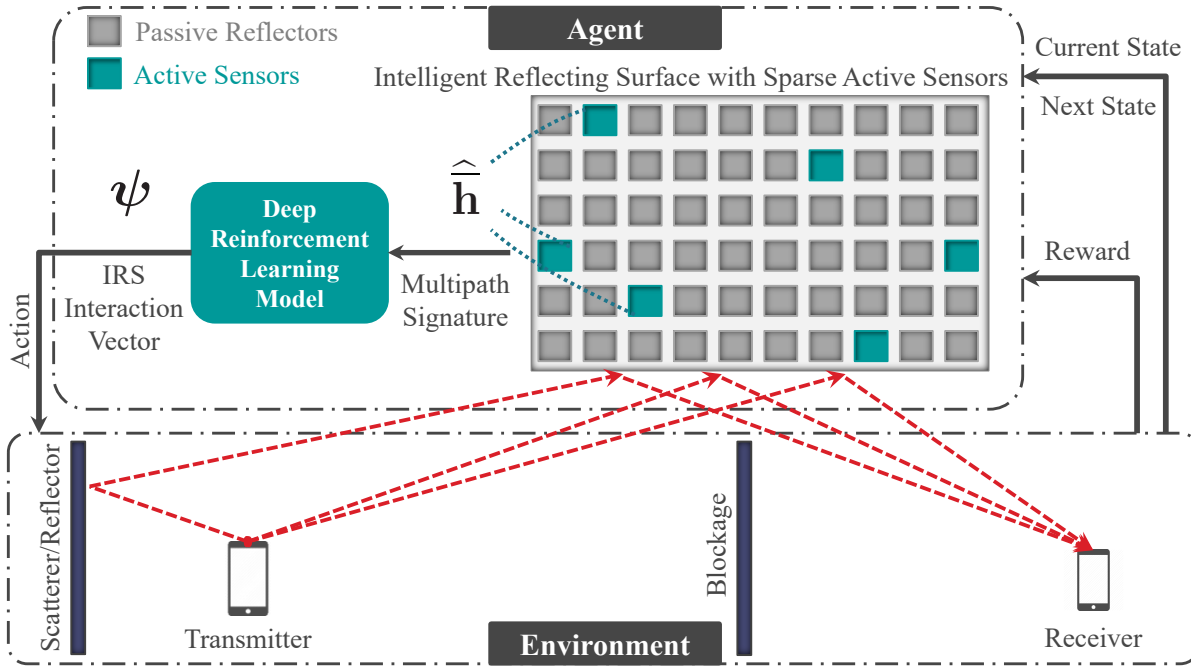 Agent
Passive Reflectors
Active Sensors
Intelligent Reflecting Surface with Sparse Active Sensors
Current State
Next State
Reward
ψ
Deep
Reinforcement
Learning
Model
ĥ̅
Multipath
Signature
IRS
Interaction
Vector
Action
Scatterer/Reflector
Transmitter
Blockage
Receiver
Environment